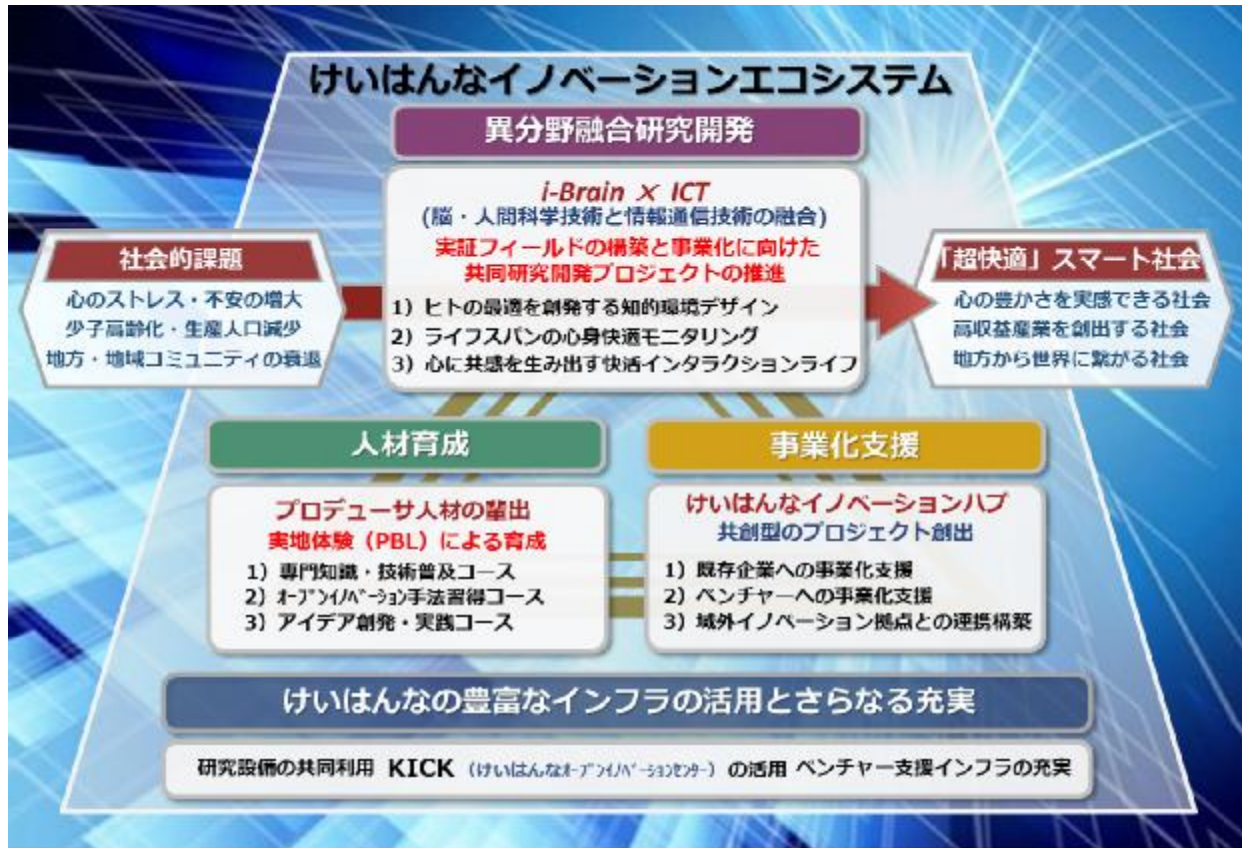 けいはんなイノベーションエコシステム
異分野融合研究開発
i-Brain × ICT
(脳・人間科学技術と情報通信技術の融合)
実証フィールドの構築と事業化に向けた
共同研究開発プロジェクトの推進
1) ヒトの最適を創発する知的環境デザイン
2) ライフスパンの心身快適モニタリング
3) 心に共感を生み出す快活インタラクションライフ
社会的課題
心のストレス・不安の増大
少子高齢化・生産人口減少
地方・地域コミュニティの衰退
「超快適」スマート社会
心の豊かさを実感できる社会
高収益産業を創出する社会
地方から世界に繋がる社会
人材育成
プロデューサ人材の輩出
実地体験（PBL）による育成
1) 専門知識・技術普及コース
2) ｵｰﾌﾟﾝｲﾉﾍﾞｰｼｮﾝ手法習得コース
3) アイデア創発・実践コース
事業化支援
けいはんなイノベーションハブ
共創型のプロジェクト創出
1) 既存企業への事業化支援
2) ベンチャーへの事業化支援
3) 域外イノベーション拠点との連携構築
けいはんなの豊富なインフラの活用とさらなる充実
研究設備の共同利用 KICK（けいはんなｵｰﾌﾟﾝｲﾉﾍﾞｰｼｮﾝｾﾝﾀｰ）の活用 ベンチャー支援インフラの充実